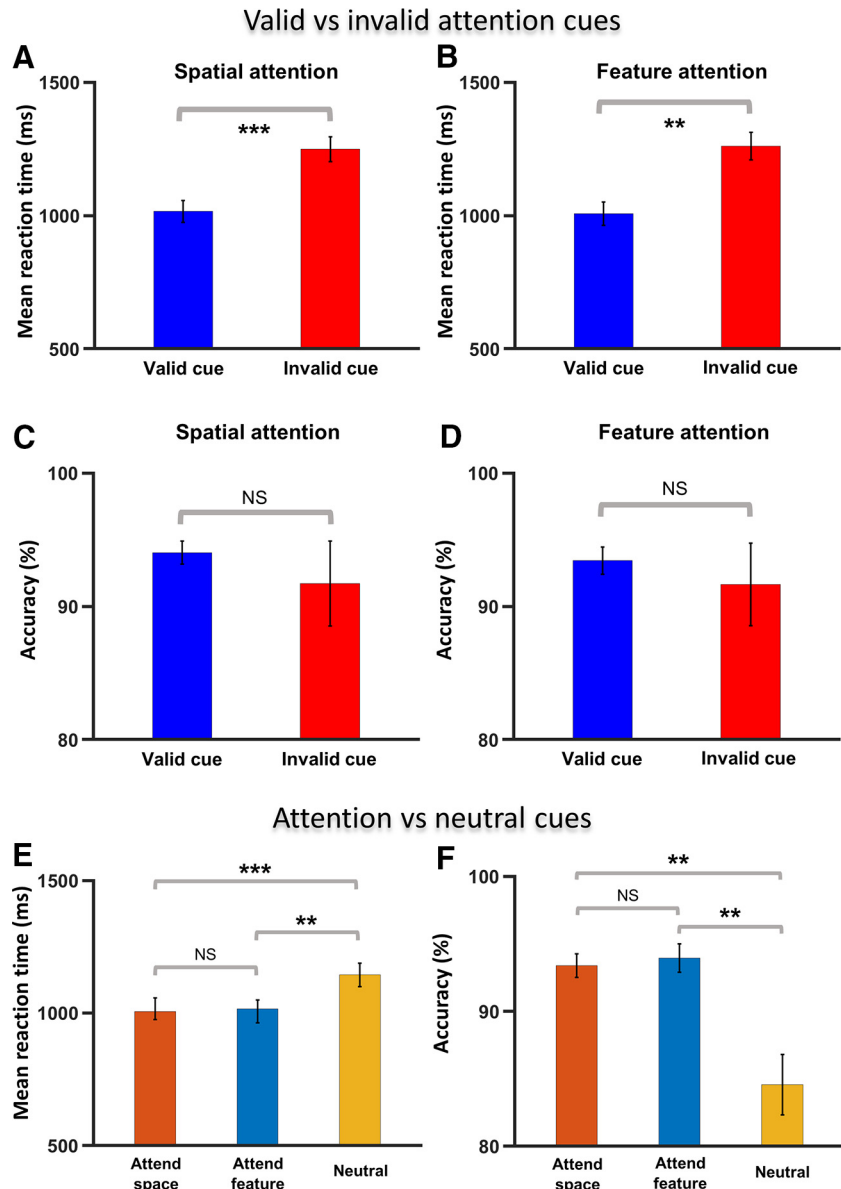 Valid vs invalid attention cues
A
Spatial attention
Mean reaction time (ms)
1500
1000
500
***
Valid cue
Invalid cue
B
Feature attention
Mean reaction time (ms)
1500
1000
500
**
Valid cue
Invalid cue
C
Spatial attention
Accuracy (%)
100
90
80
NS
Valid cue
Invalid cue
D
Feature attention
Accuracy (%)
100
90
80
NS
Valid cue
Invalid cue
Attention vs neutral cues
E
Mean reaction time (ms)
1500
1000
500
***
**
NS
Attend
space
Attend
feature
Neutral
F
Accuracy (%)
100
90
80
**
NS
**
Attend
space
Attend
feature
Neutral